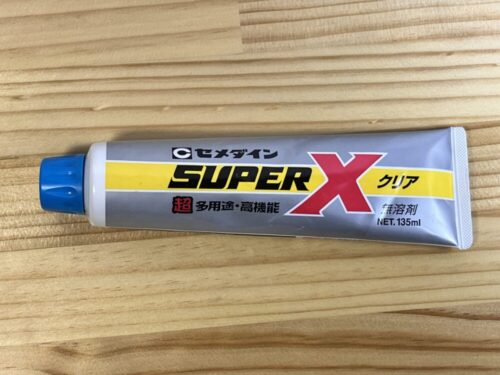 C セメダイン
SUPER X
クリア
超 多用途・高機能
無溶剤
NET.135ml